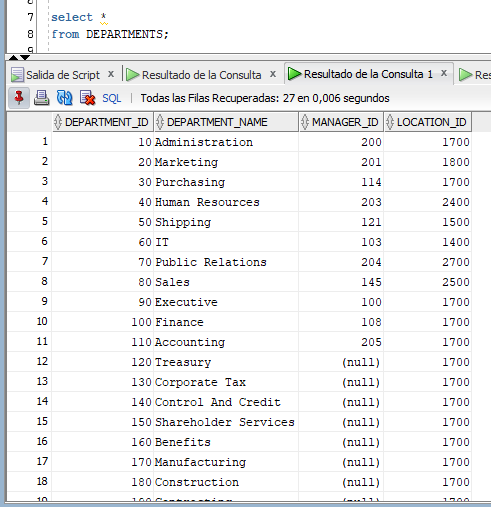 7 select *
8 from DEPARTMENTS;
9
Salida de Script x Resultado de la Consulta x Resultado de la Consulta 1 x Res
SQL | Todas las Filas Recuperadas: 27 en 0,006 segundos
DEPARTMENT_ID DEPARTMENT_NAME MANAGER_ID LOCATION_ID
1 10 Administration 200 1700
2 20 Marketing 201 1800
3 30 Purchasing 114 1700
4 40 Human Resources 203 2400
5 50 Shipping 121 1500
6 60 IT 103 1400
7 70 Public Relations 204 2700
8 80 Sales 145 2500
9 90 Executive 100 1700
10 100 Finance 108 1700
11 110 Accounting 205 1700
12 120 Treasury (null) 1700
13 130 Corporate Tax (null) 1700
14 140 Control And Credit (null) 1700
15 150 Shareholder Services (null) 1700
16 160 Benefits (null) 1700
17 170 Manufacturing (null) 1700
18 180 Construction (null) 1700
19 190 Contracting (null) 1700